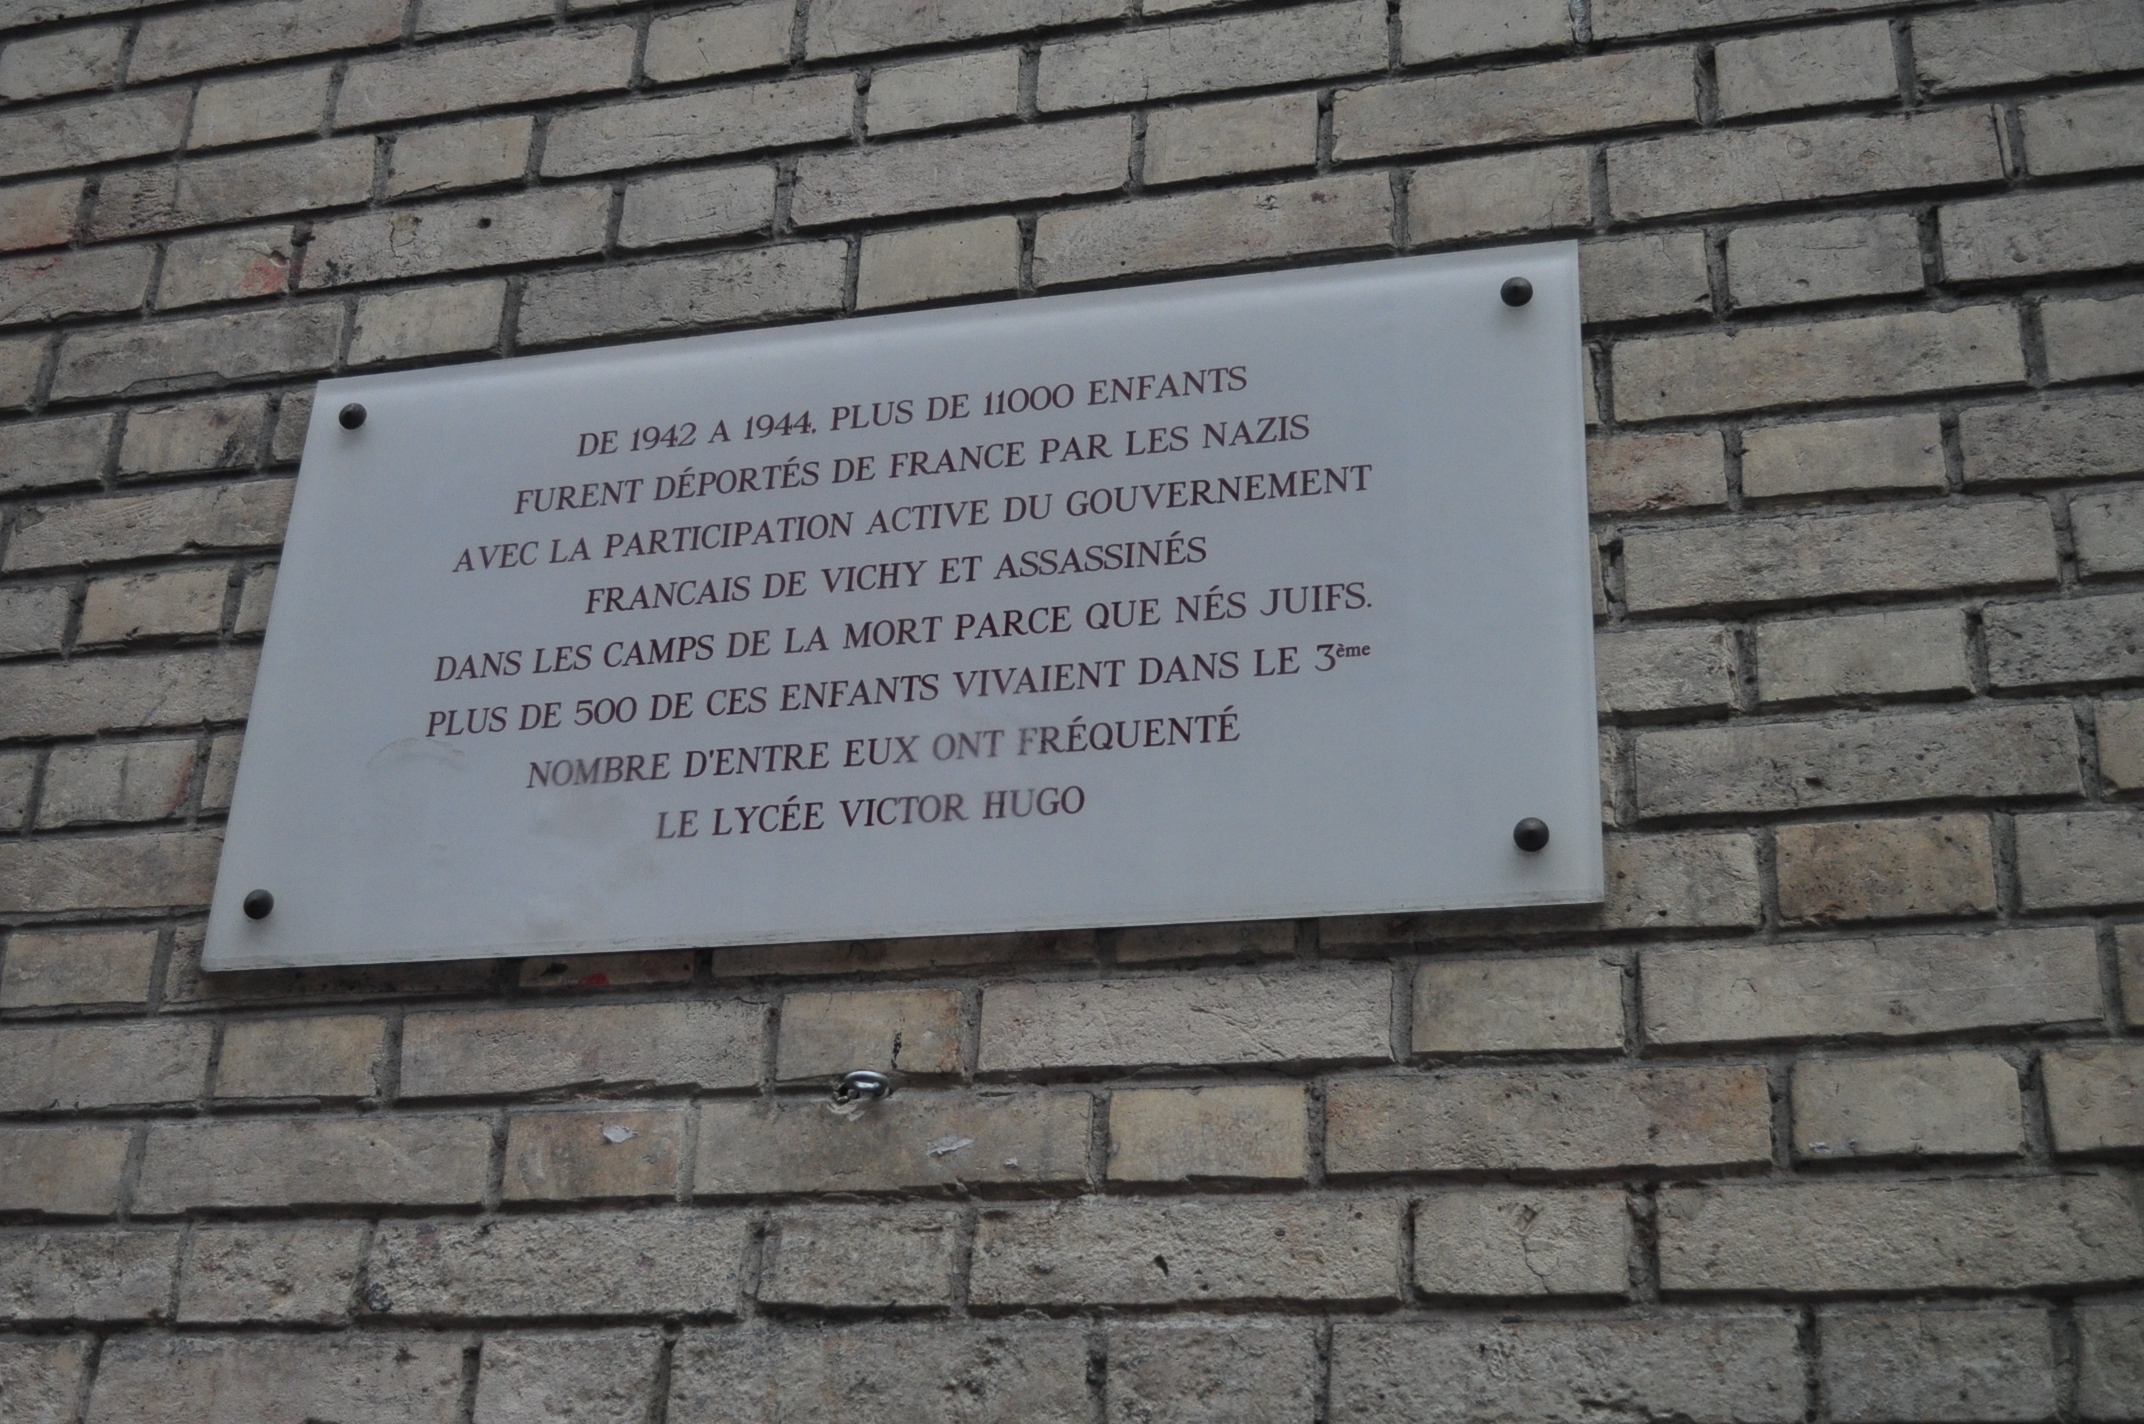 DE 1942 A 1944, PLUS DE 11000 ENFANTS
FURENT DÉPORTÉS DE FRANCE PAR LES NAZIS
AVEC LA PARTICIPATION ACTIVE DU GOUVERNEMENT
FRANCAIS DE VICHY ET ASSASSINÉS
DANS LES CAMPS DE LA MORT PARCE QUE NÉS JUIFS.
PLUS DE 500 DE CES ENFANTS VIVAIENT DANS LE 3ème
NOMBRE D'ENTRE EUX ONT FRÉQUENTÉ
LE LYCÉE VICTOR HUGO